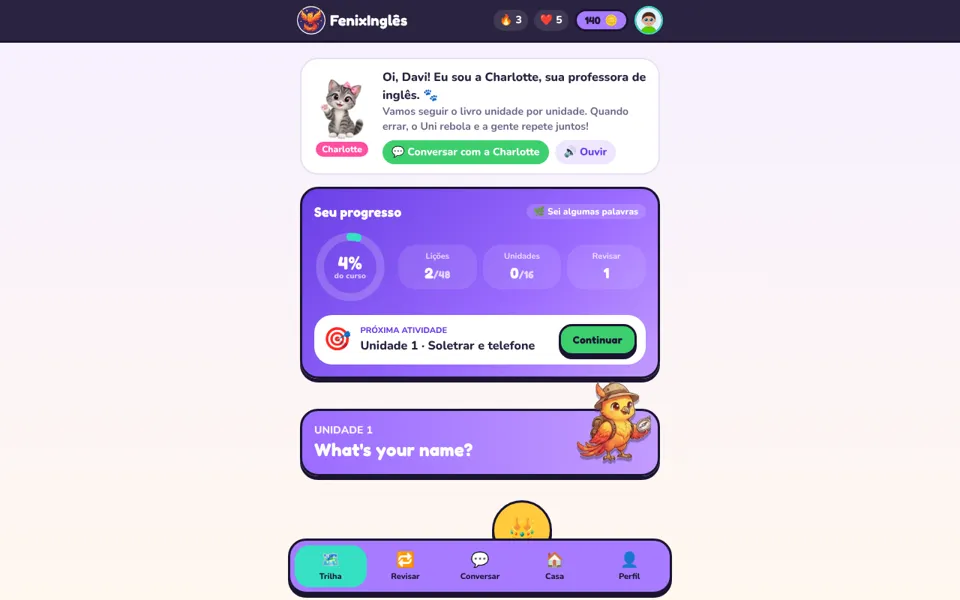 FenixInglês
3
5
140
Oi, Davi! Eu sou a Charlotte, sua professora de
inglês.
Vamos seguir o livro unidade por unidade. Quando
errar, o Uni rebola e a gente repete juntos!
Charlotte
Conversar com a Charlotte
Ouvir
Seu progresso
Sei algumas palavras
4%
do curso
Lições
2/48
Unidades
0/16
Revisar
1
PRÓXIMA ATIVIDADE
Unidade 1 · Soletrar e telefone
Continuar
UNIDADE 1
What's your name?
Trilha
Revisar
Conversar
Casa
Perfil